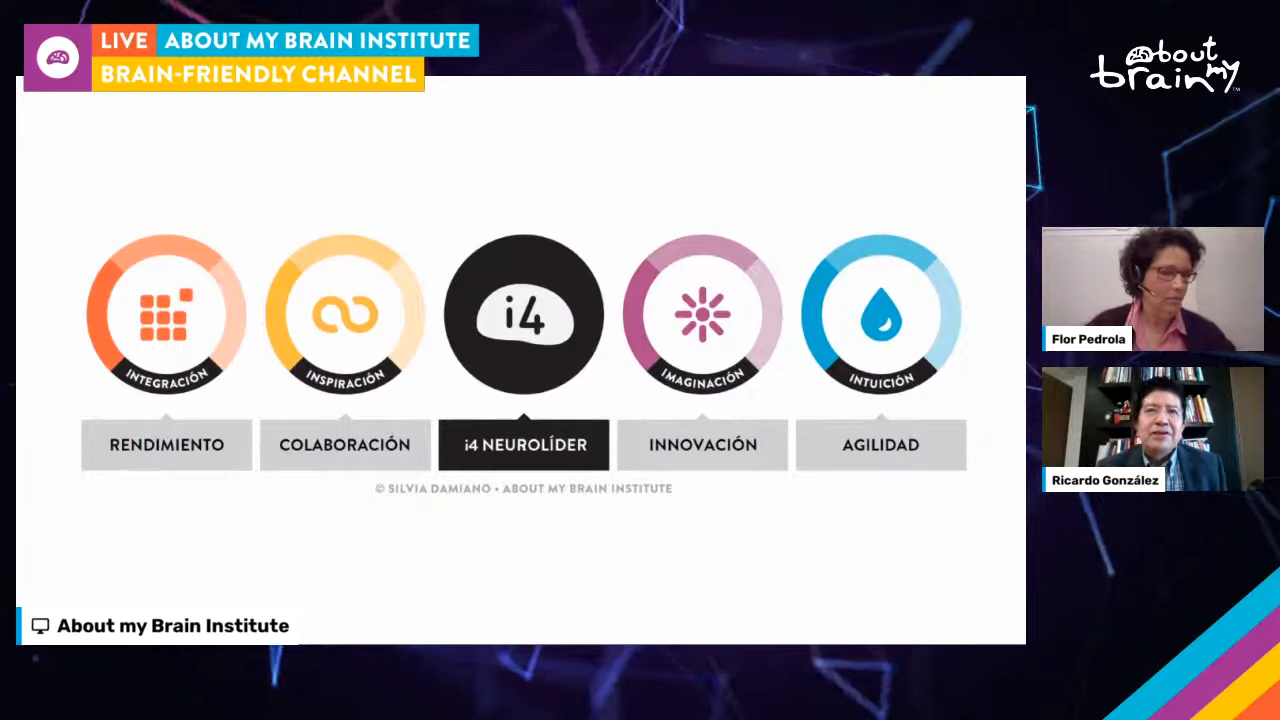 LIVE ABOUT MY BRAIN INSTITUTE
BRAIN-FRIENDLY CHANNEL
about
my
brain
™
i4
INTEGRACIÓN
INSPIRACIÓN
IMAGINACIÓN
INTUICIÓN
RENDIMIENTO
COLABORACIÓN
i4 NEUROLÍDER
INNOVACIÓN
AGILIDAD
© SILVIA DAMIANO • ABOUT MY BRAIN INSTITUTE
Flor Pedrola
Ricardo González
About my Brain Institute